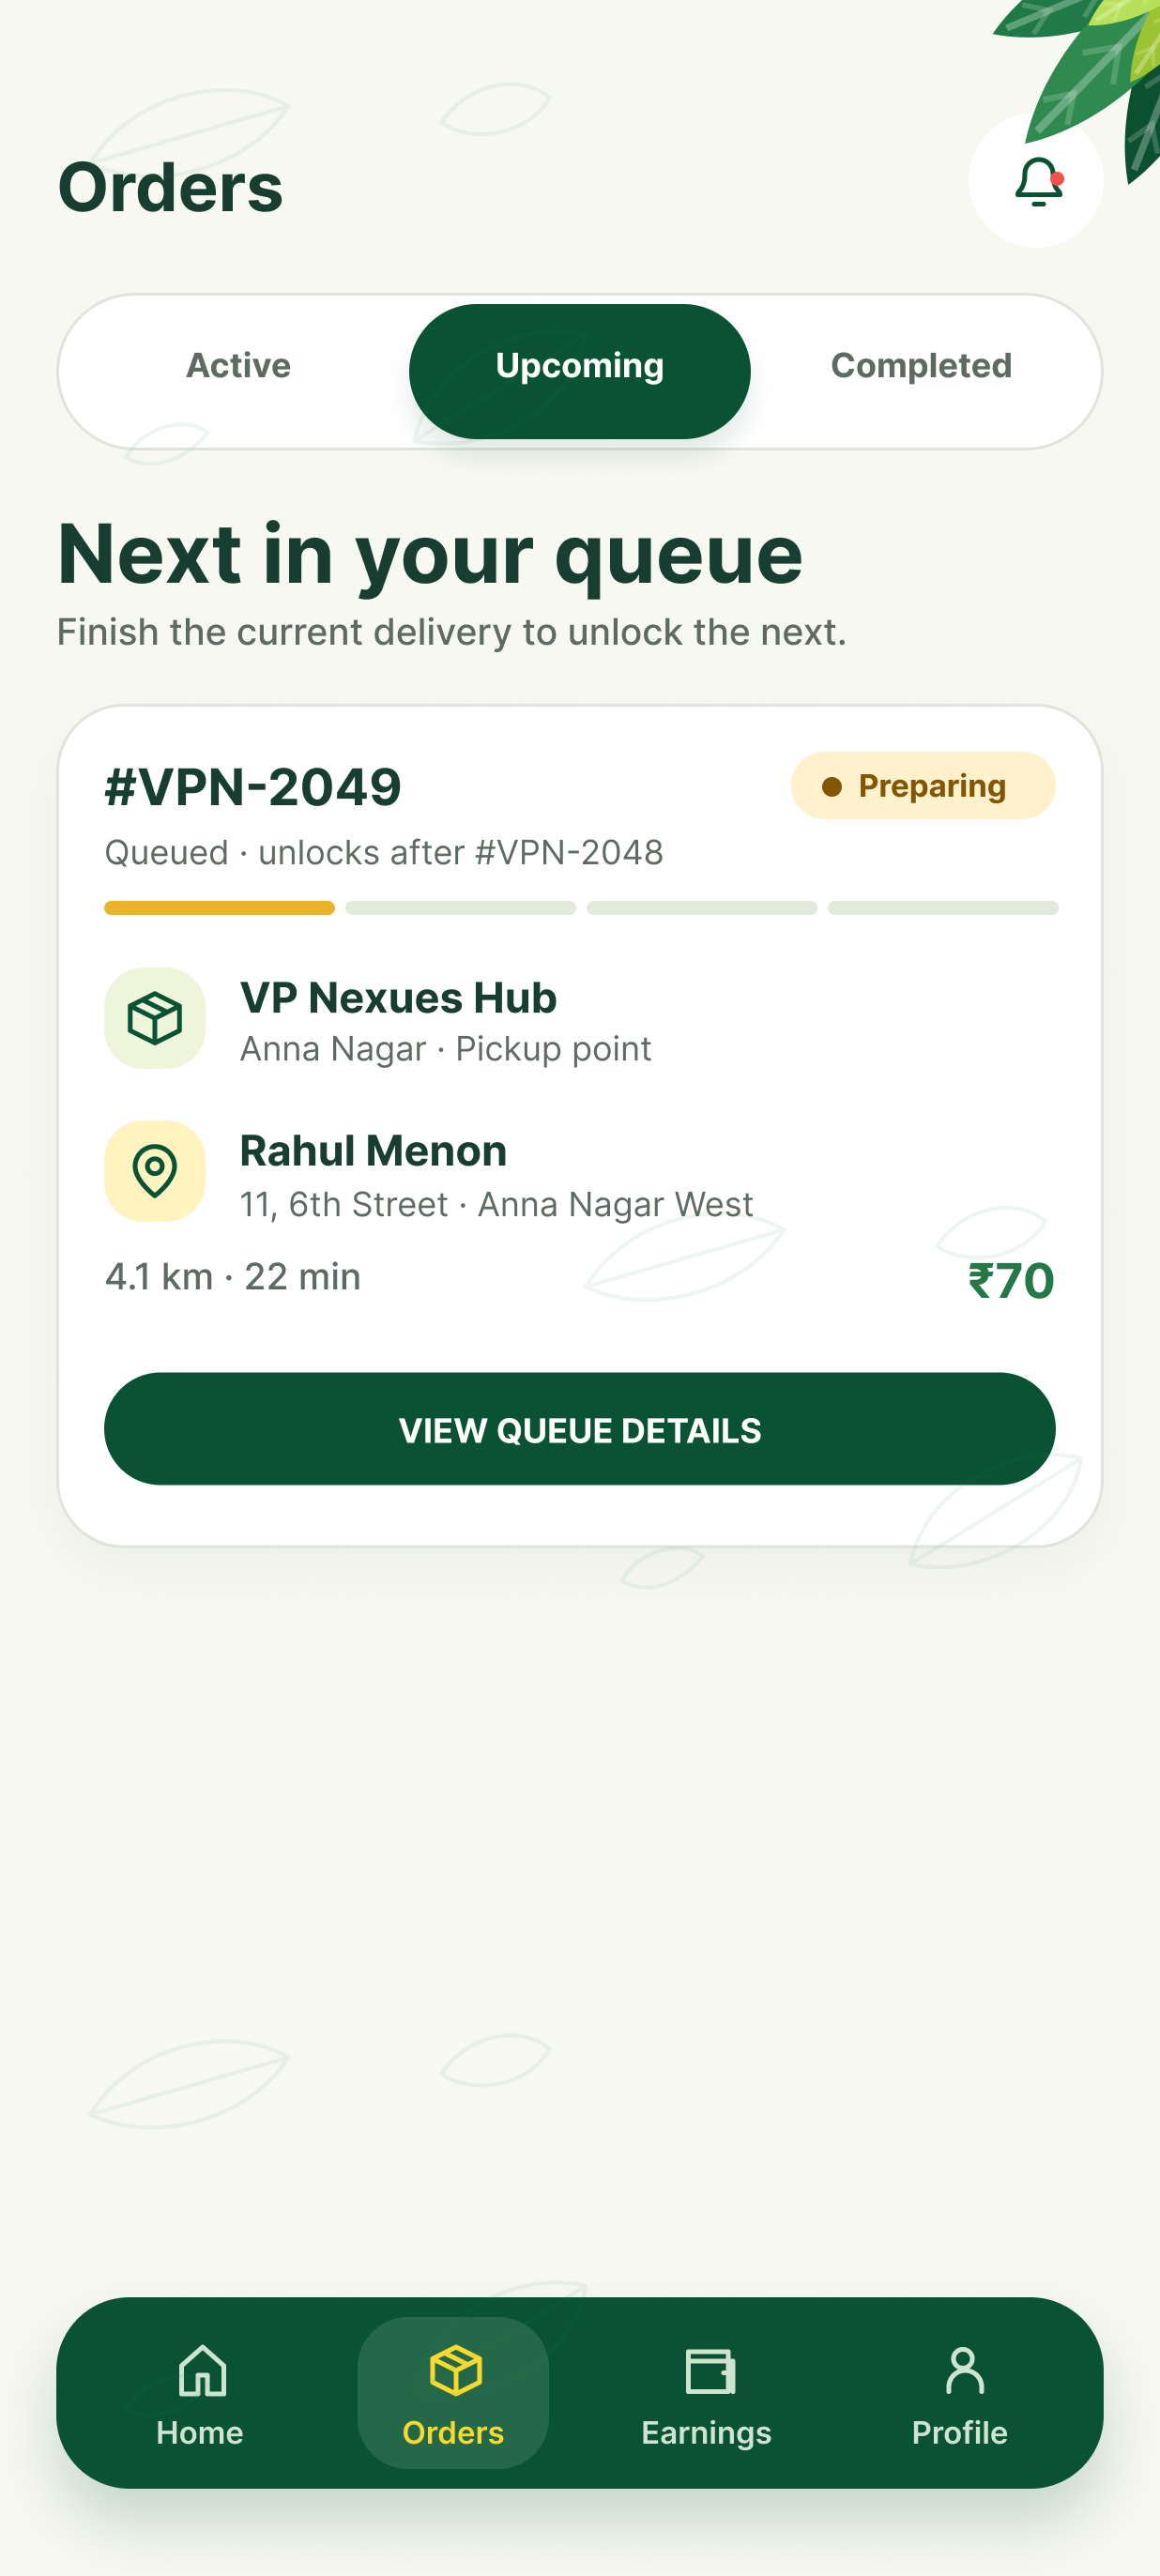 Orders
Active
Upcoming
Completed
Next in your queue
Finish the current delivery to unlock the next.
#VPN-2049
Preparing
Queued · unlocks after #VPN-2048
VP Nexues Hub
Anna Nagar · Pickup point
Rahul Menon
11, 6th Street · Anna Nagar West
4.1 km · 22 min
₹70
VIEW QUEUE DETAILS
Home
Orders
Earnings
Profile